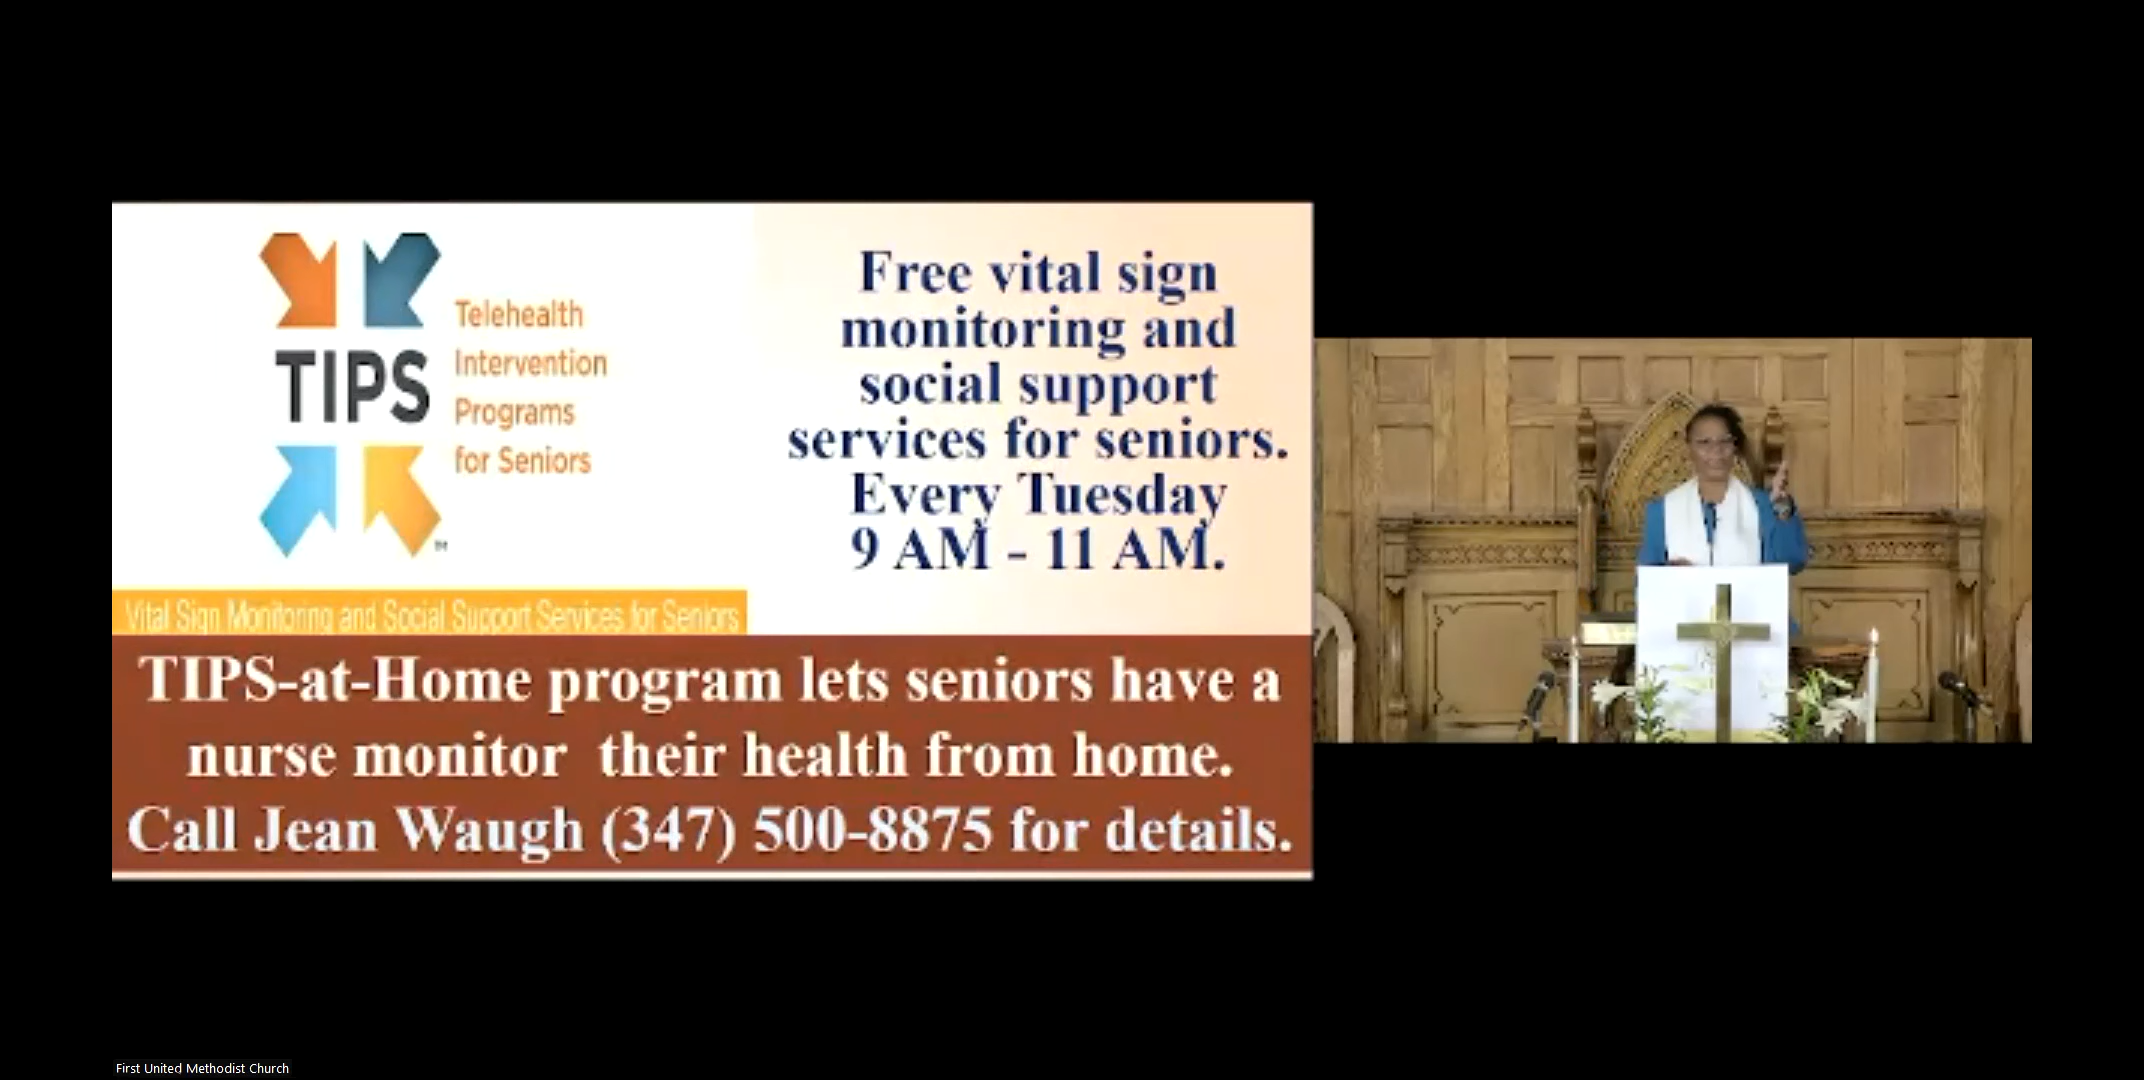 TIPS
Telehealth
Intervention
Programs
for Seniors
TM
Vital Sign Monitoring and Social Support Services for Seniors
Free vital sign
monitoring and
social support
services for seniors.
Every Tuesday
9 AM - 11 AM.
TIPS-at-Home program lets seniors have a
nurse monitor their health from home.
Call Jean Waugh (347) 500-8875 for details.
First United Methodist Church